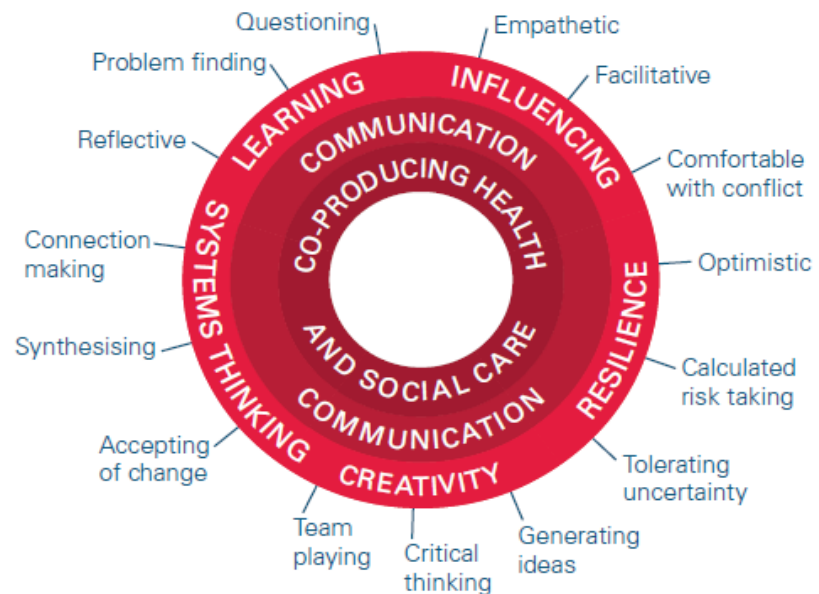 Questioning
Empathetic
Problem finding
Facilitative
Reflective
Comfortable
with conflict
Connection
making
Optimistic
Synthesising
Calculated
risk taking
Accepting
of change
Tolerating
uncertainty
Team
playing
Critical
thinking
Generating
ideas
LEARNING
INFLUENCING
RESILIENCE
CREATIVITY
SYSTEMS THINKING
COMMUNICATION
COMMUNICATION
CO-PRODUCING HEALTH
AND SOCIAL CARE